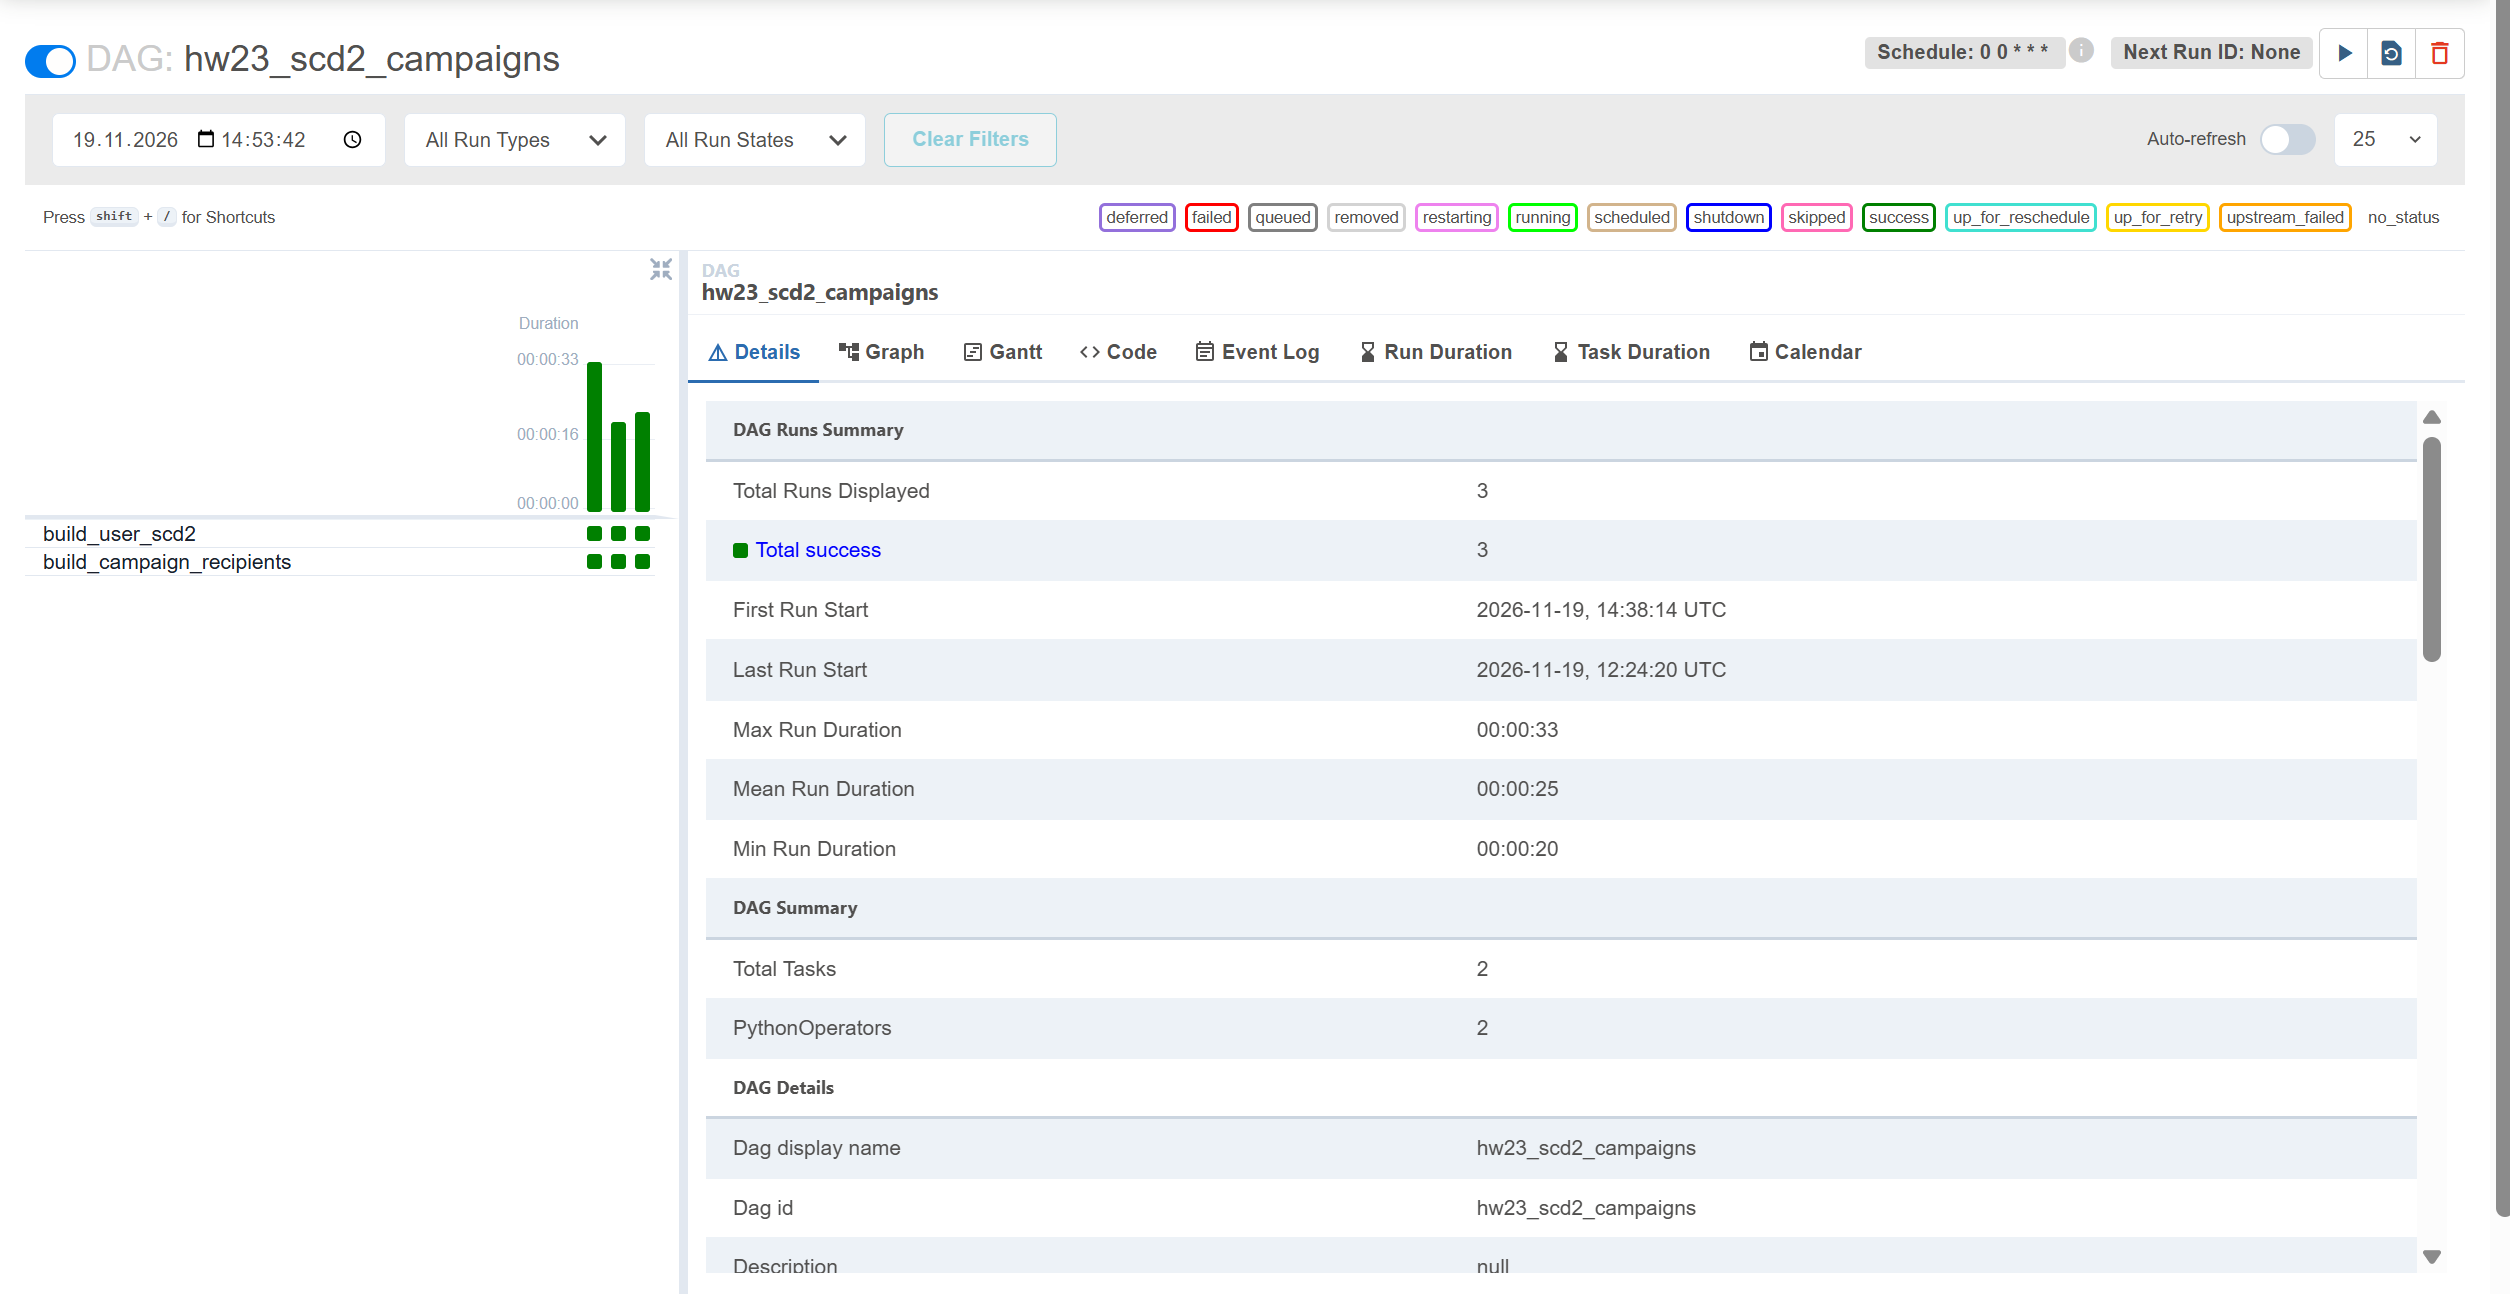 DAG: hw23_scd2_campaigns
Schedule: 0 0 * * *
i
Next Run ID: None
19.11.2026 14:53:42
All Run Types
All Run States
Clear Filters
Auto-refresh
25
Press shift + / for Shortcuts
deferred failed queued removed restarting running scheduled shutdown skipped success up_for_reschedule up_for_retry upstream_failed no_status
Duration
00:00:33
00:00:16
00:00:00
build_user_scd2
build_campaign_recipients
DAG
hw23_scd2_campaigns
Details Graph Gantt Code Event Log Run Duration Task Duration Calendar
DAG Runs Summary
Total Runs Displayed 3
Total success 3
First Run Start 2026-11-19, 14:38:14 UTC
Last Run Start 2026-11-19, 12:24:20 UTC
Max Run Duration 00:00:33
Mean Run Duration 00:00:25
Min Run Duration 00:00:20
DAG Summary
Total Tasks 2
PythonOperators 2
DAG Details
Dag display name hw23_scd2_campaigns
Dag id hw23_scd2_campaigns
Description null